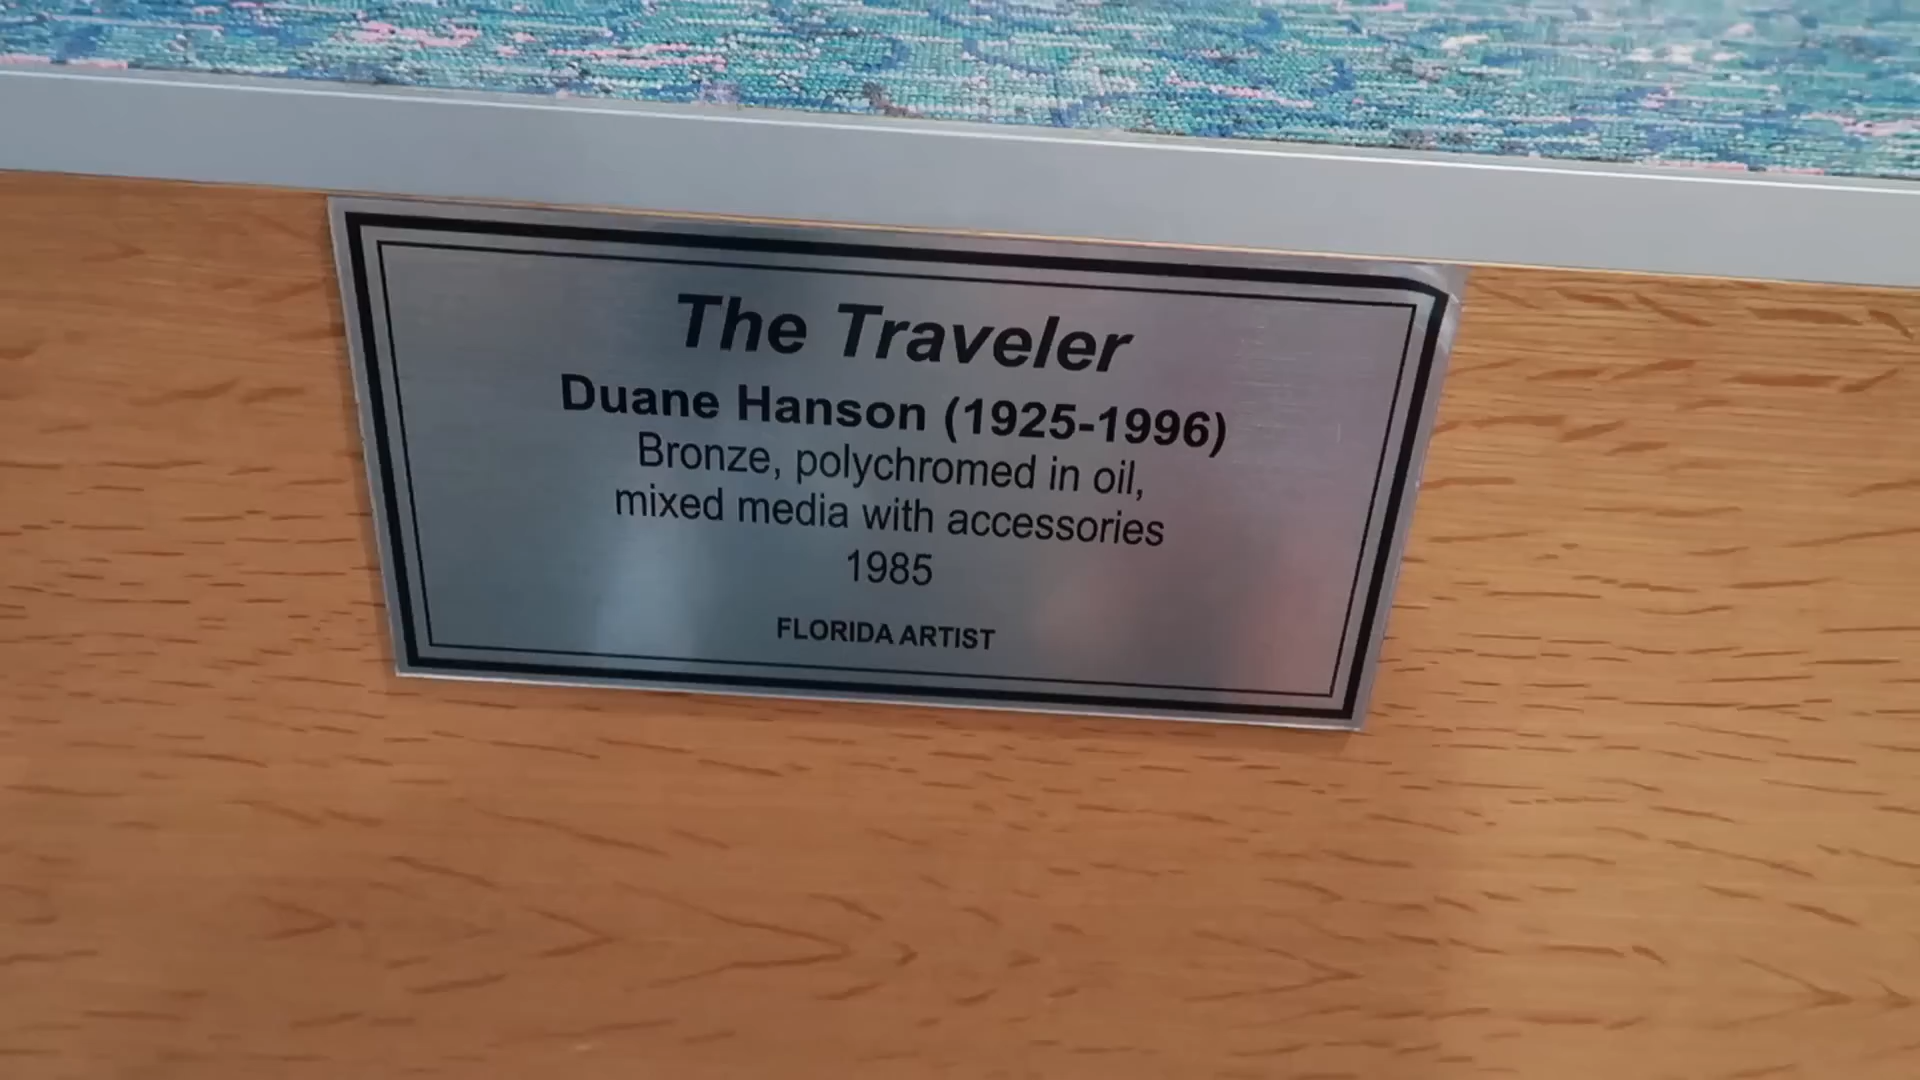 The Traveler
Duane Hanson (1925-1996)
Bronze, polychromed in oil,
mixed media with accessories
1985
FLORIDA ARTIST